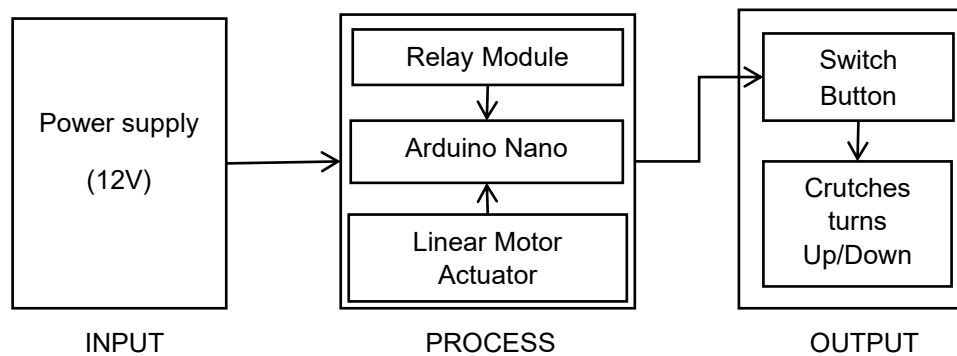 Power supply
(12V)
INPUT
Relay Module
Arduino Nano
Linear Motor
Actuator
PROCESS
Switch
Button
Crutches
turns
Up/Down
OUTPUT